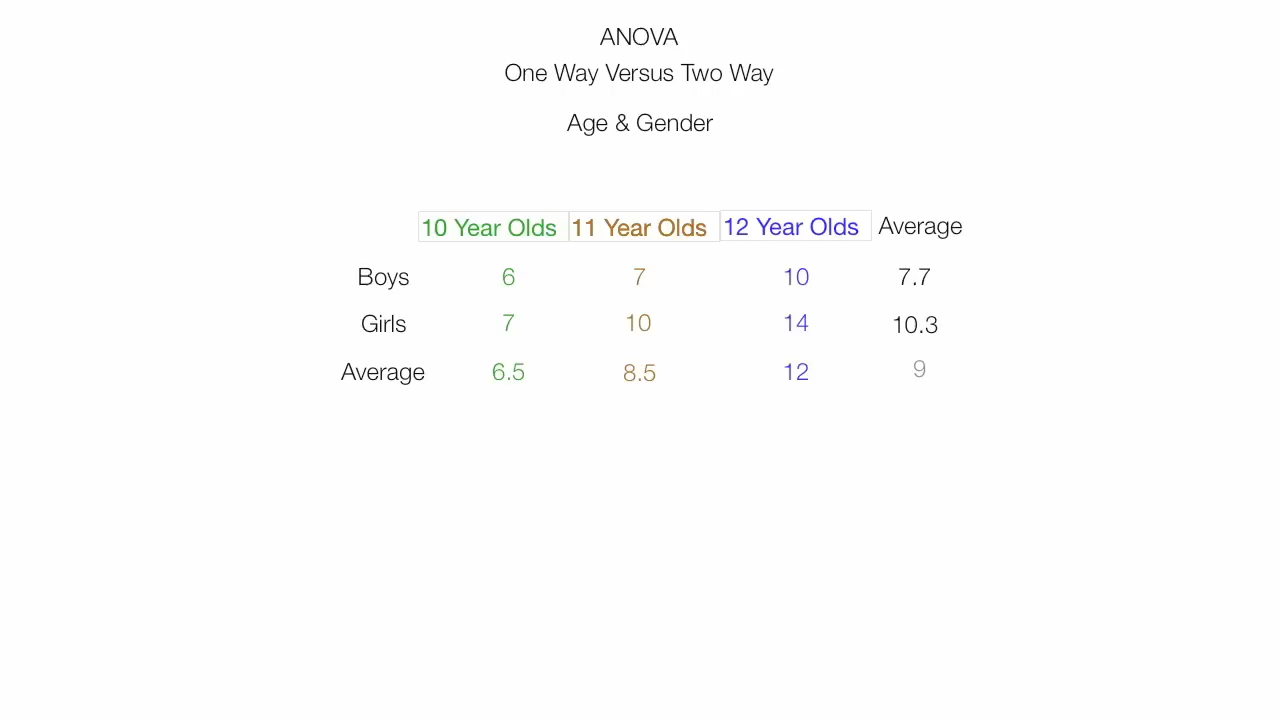 ANOVA
One Way Versus Two Way
Age & Gender
10 Year Olds 11 Year Olds 12 Year Olds Average
Boys 6 7 10 7.7
Girls 7 10 14 10.3
Average 6.5 8.5 12 9